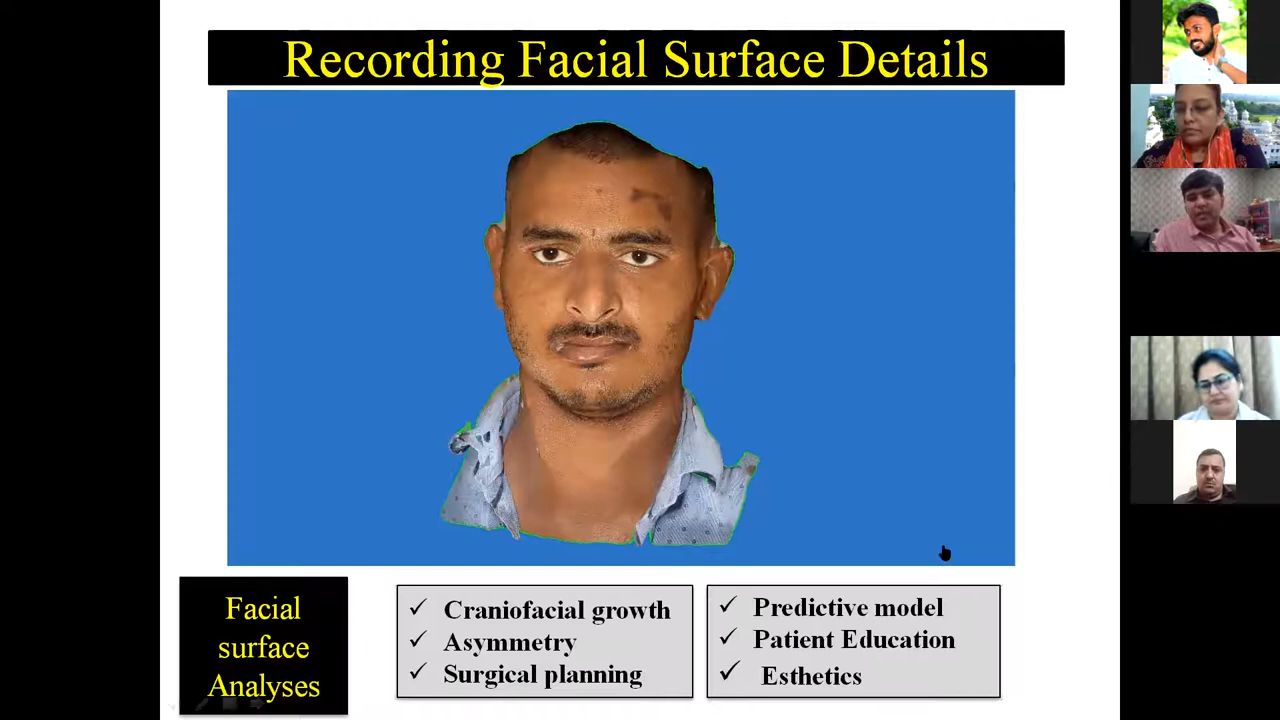 Recording Facial Surface Details
Facial
surface
Analyses
Craniofacial growth
Asymmetry
Surgical planning
Predictive model
Patient Education
Esthetics